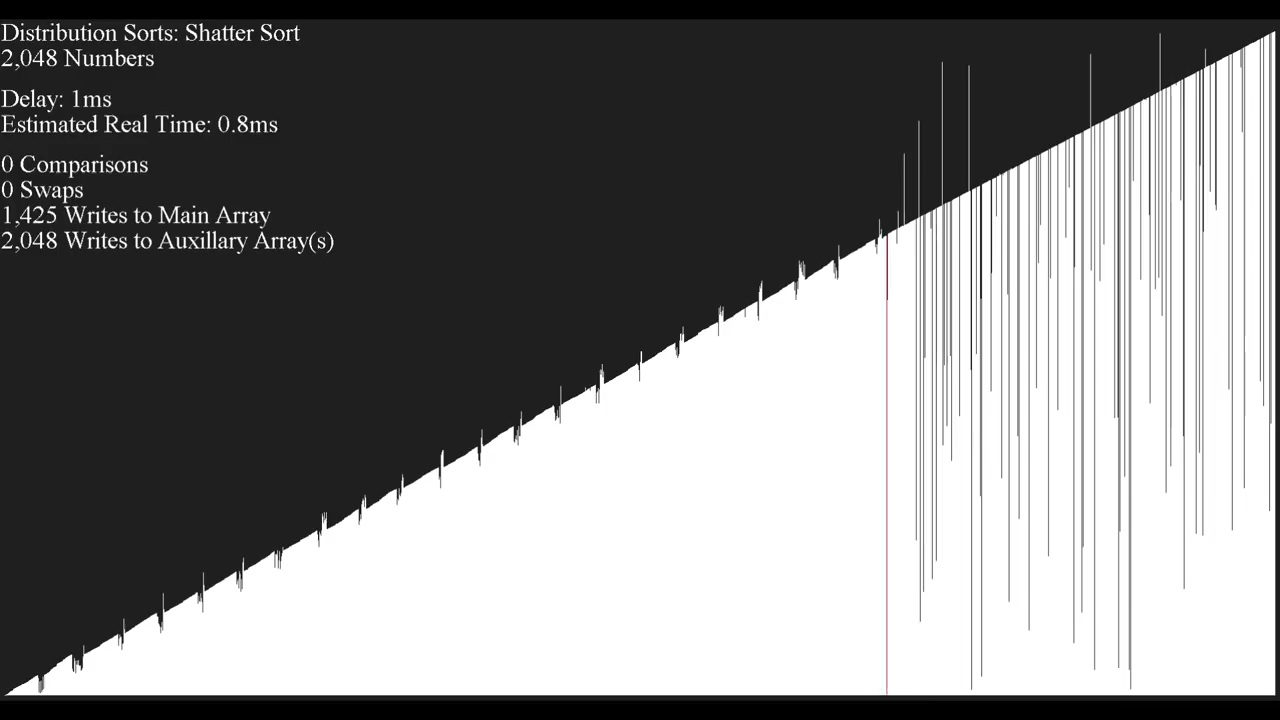 Distribution Sorts: Shatter Sort
2,048 Numbers
Delay: 1ms
Estimated Real Time: 0.8ms
0 Comparisons
0 Swaps
1,425 Writes to Main Array
2,048 Writes to Auxillary Array(s)